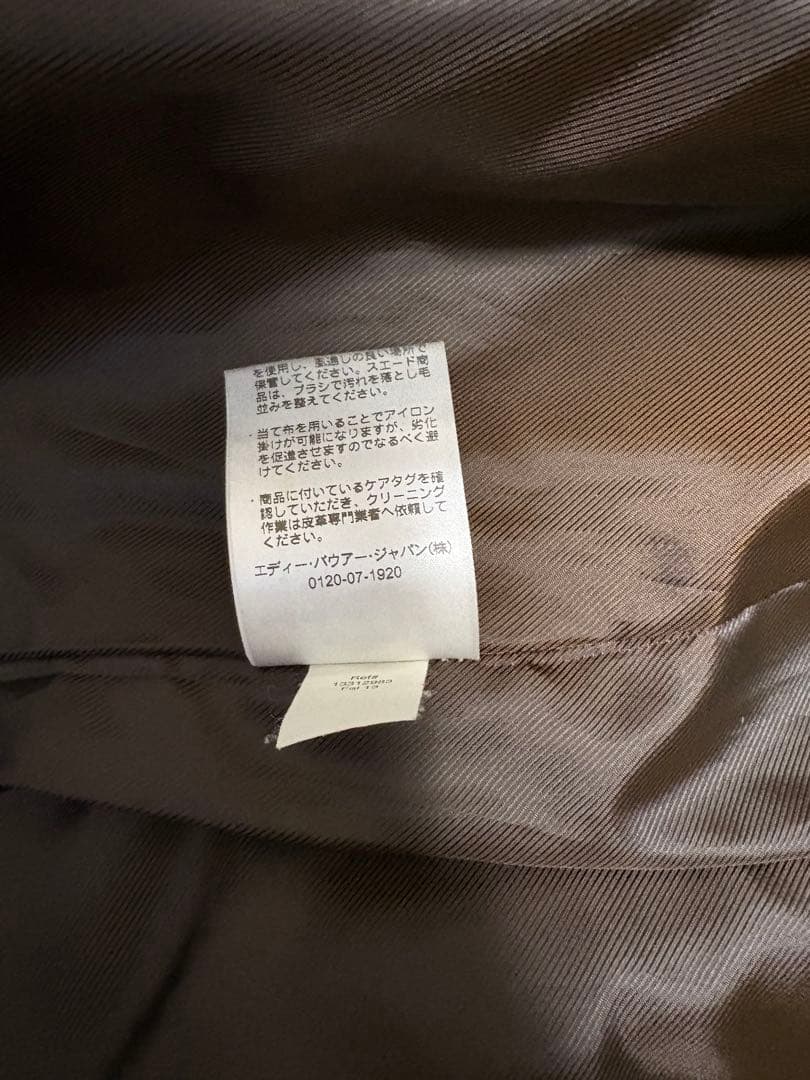 を使用し、風通しの良い場所で
保管してください。スエード商
品は、ブラシで汚れを落とし毛
並みを整えてください。
・当て布を用いることでアイロン
掛けが可能になりますが、劣化
を促進させますのでなるべく避
けてください。
・商品に付いているケアタグを確
認していただき、クリーニング
作業は皮革専門業者へ依頼して
ください。
エディー・バウアー・ジャパン(株)
0120-07-1920
Ref#
13312983